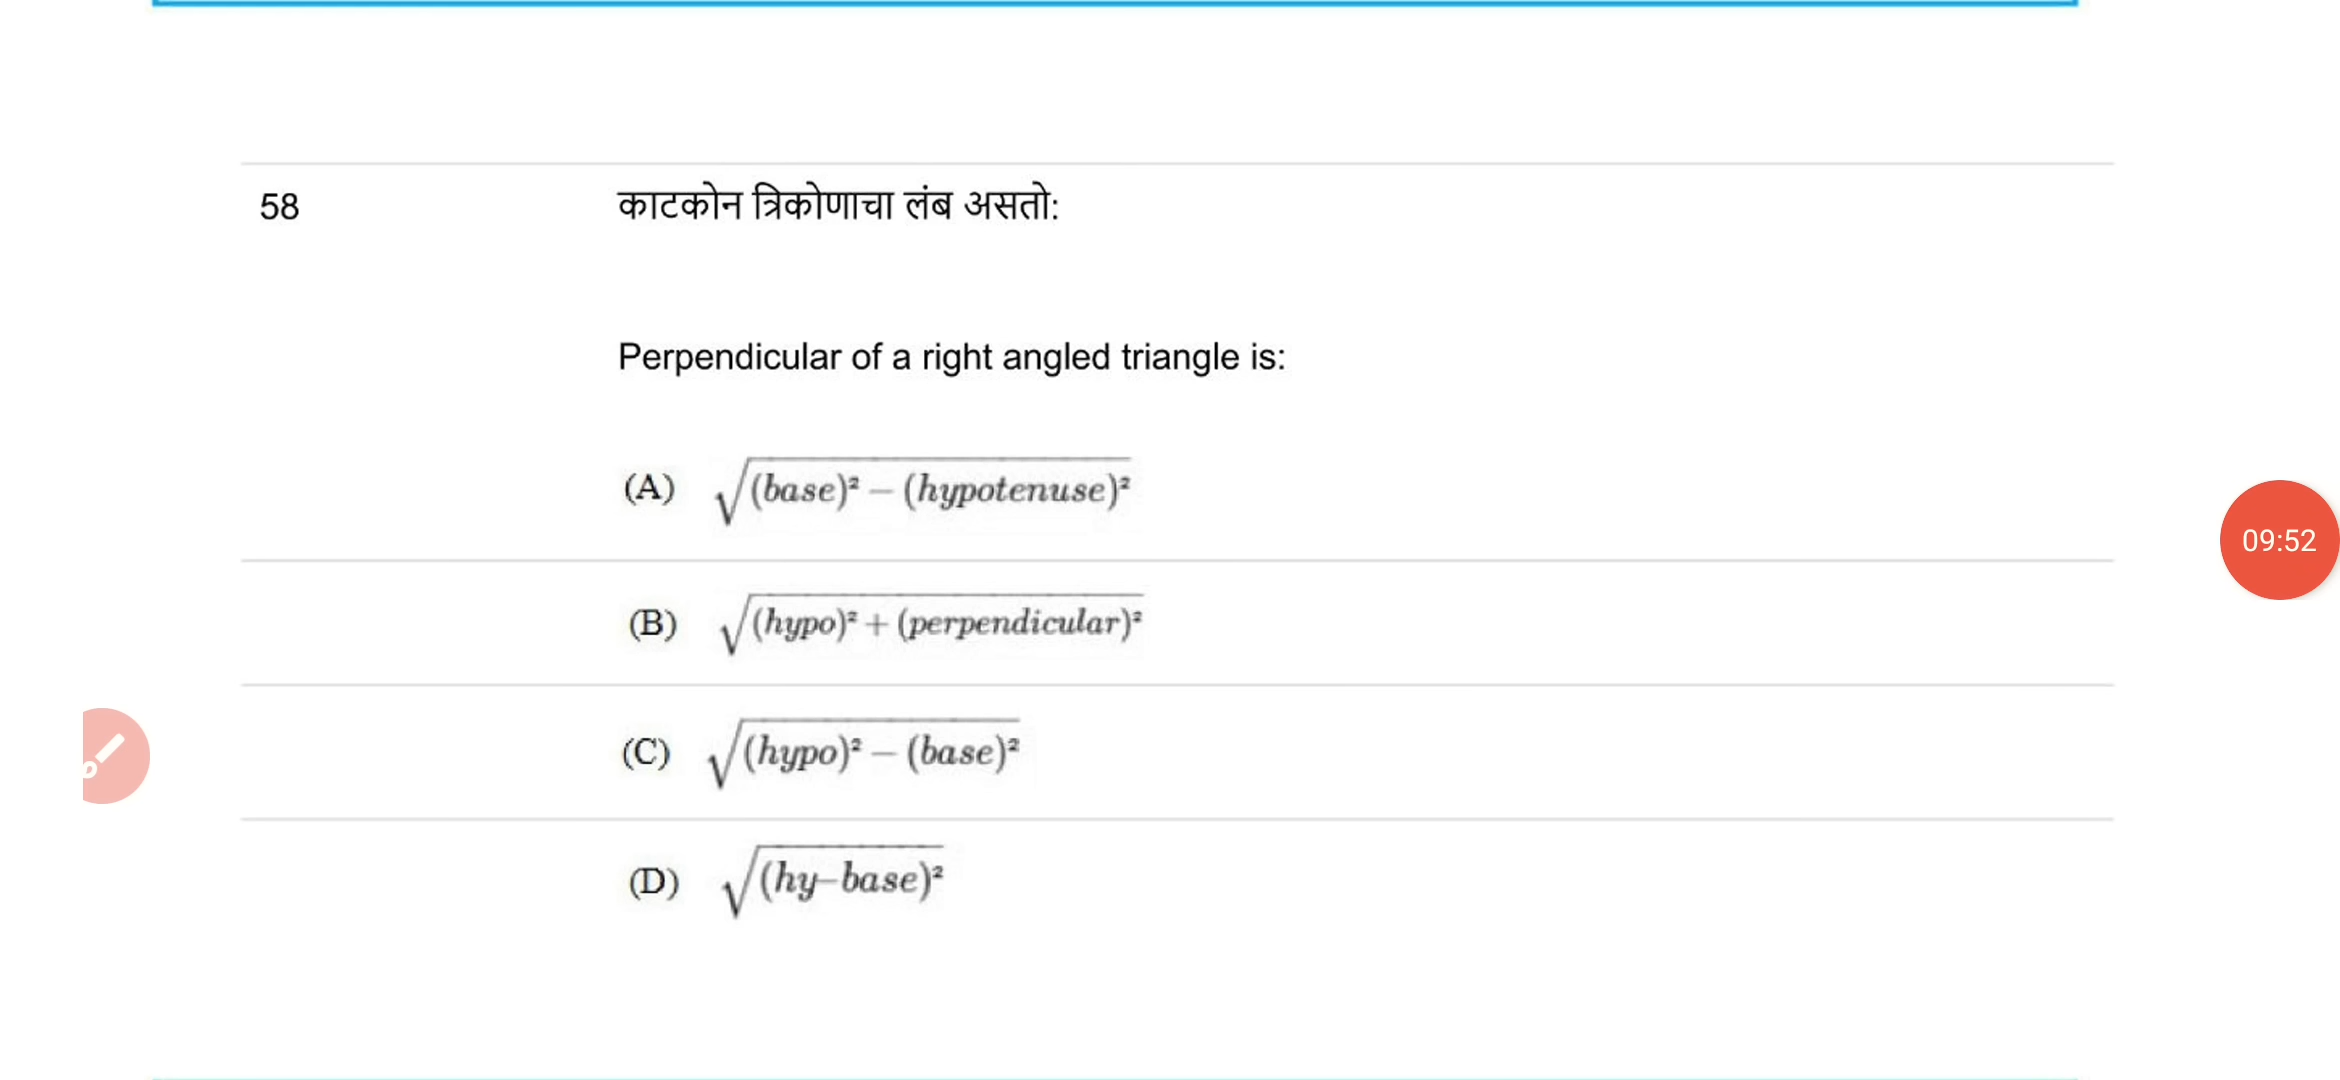 58 काटकोन त्रिकोणाचा लंब असतो:
Perpendicular of a right angled triangle is:
(A) √(base)² – (hypotenuse)²
09:52
(B) √(hypo)² + (perpendicular)²
(C) √(hypo)² – (base)²
(D) √(hy–base)²